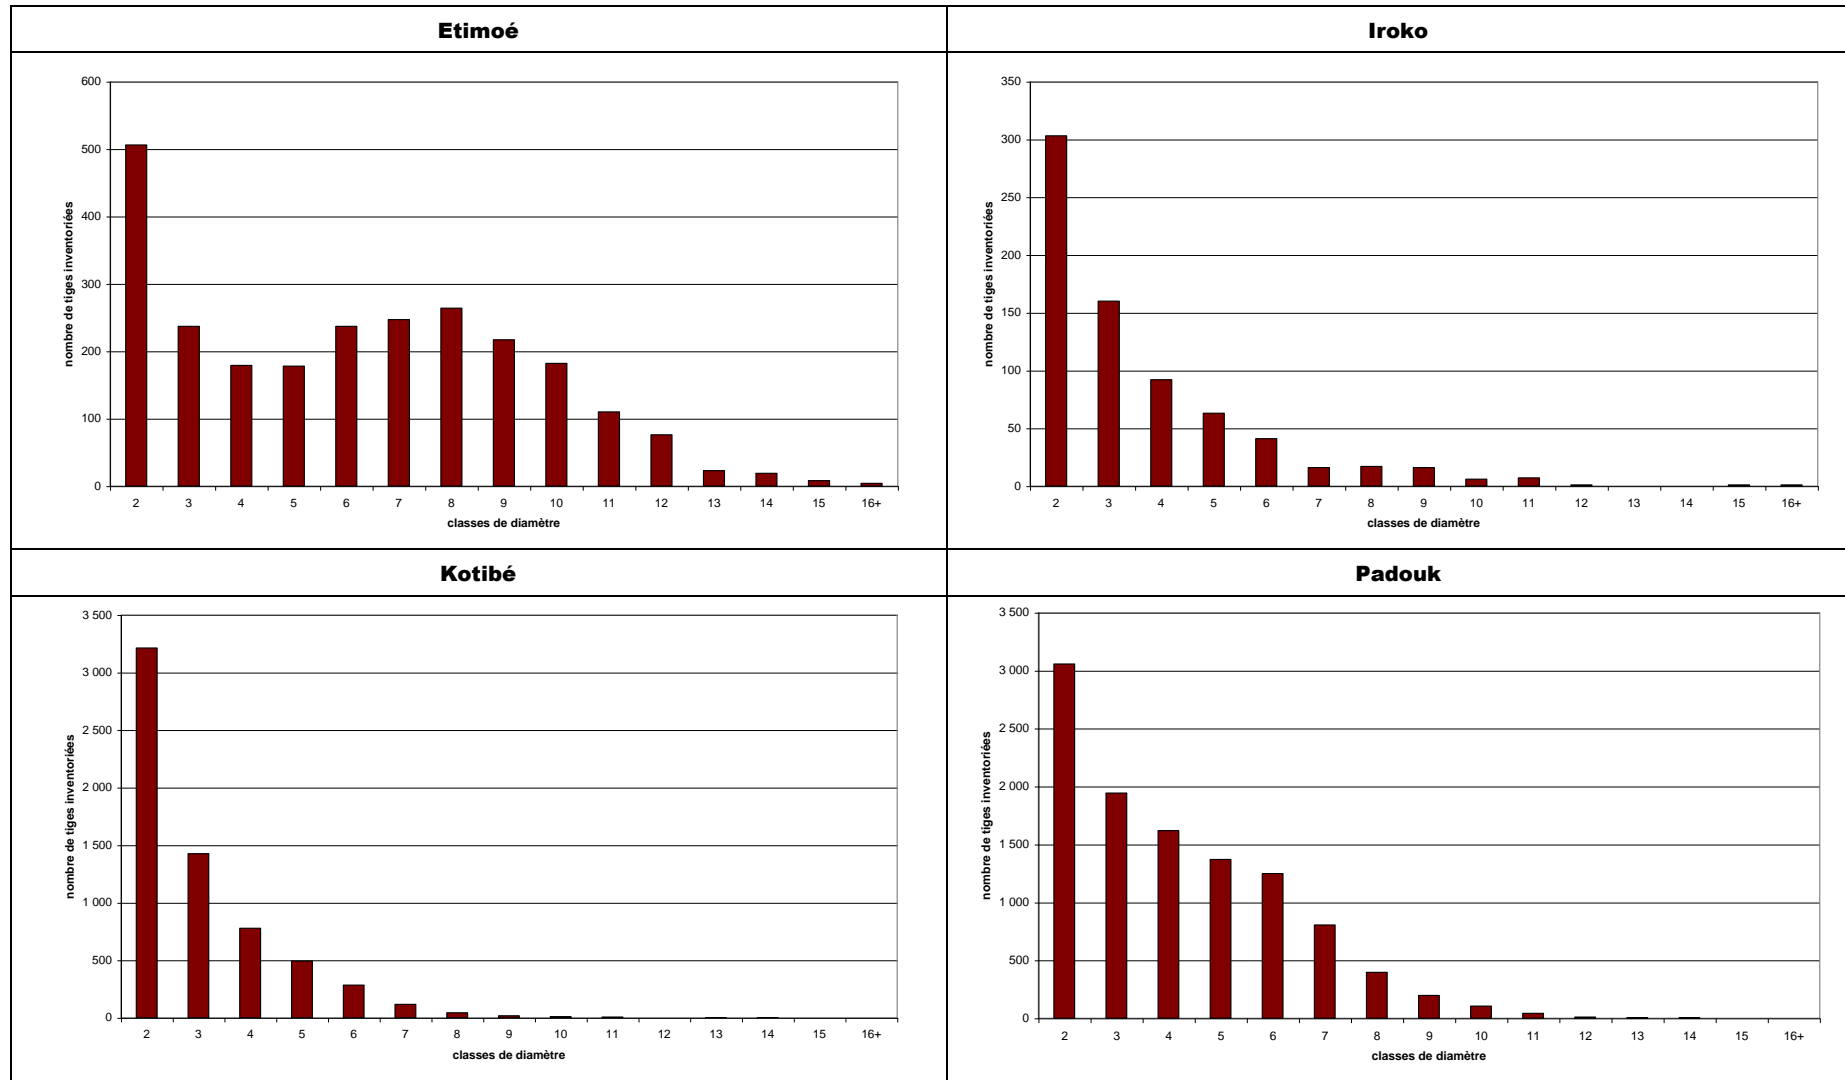 Etimoé
Iroko
600
500
400
300
200
100
0
nombre de tiges inventoriées
2 3 4 5 6 7 8 9 10 11 12 13 14 15 16+
classes de diamètre
350
300
250
200
150
100
50
0
nombre de tiges inventoriées
2 3 4 5 6 7 8 9 10 11 12 13 14 15 16+
classes de diamètre
Kotibé
Padouk
3 500
3 000
2 500
2 000
1 500
1 000
500
0
nombre de tiges inventoriées
2 3 4 5 6 7 8 9 10 11 12 13 14 15 16+
classes de diamètre
3 500
3 000
2 500
2 000
1 500
1 000
500
0
nombre de tiges inventoriées
2 3 4 5 6 7 8 9 10 11 12 13 14 15 16+
classes de diamètre